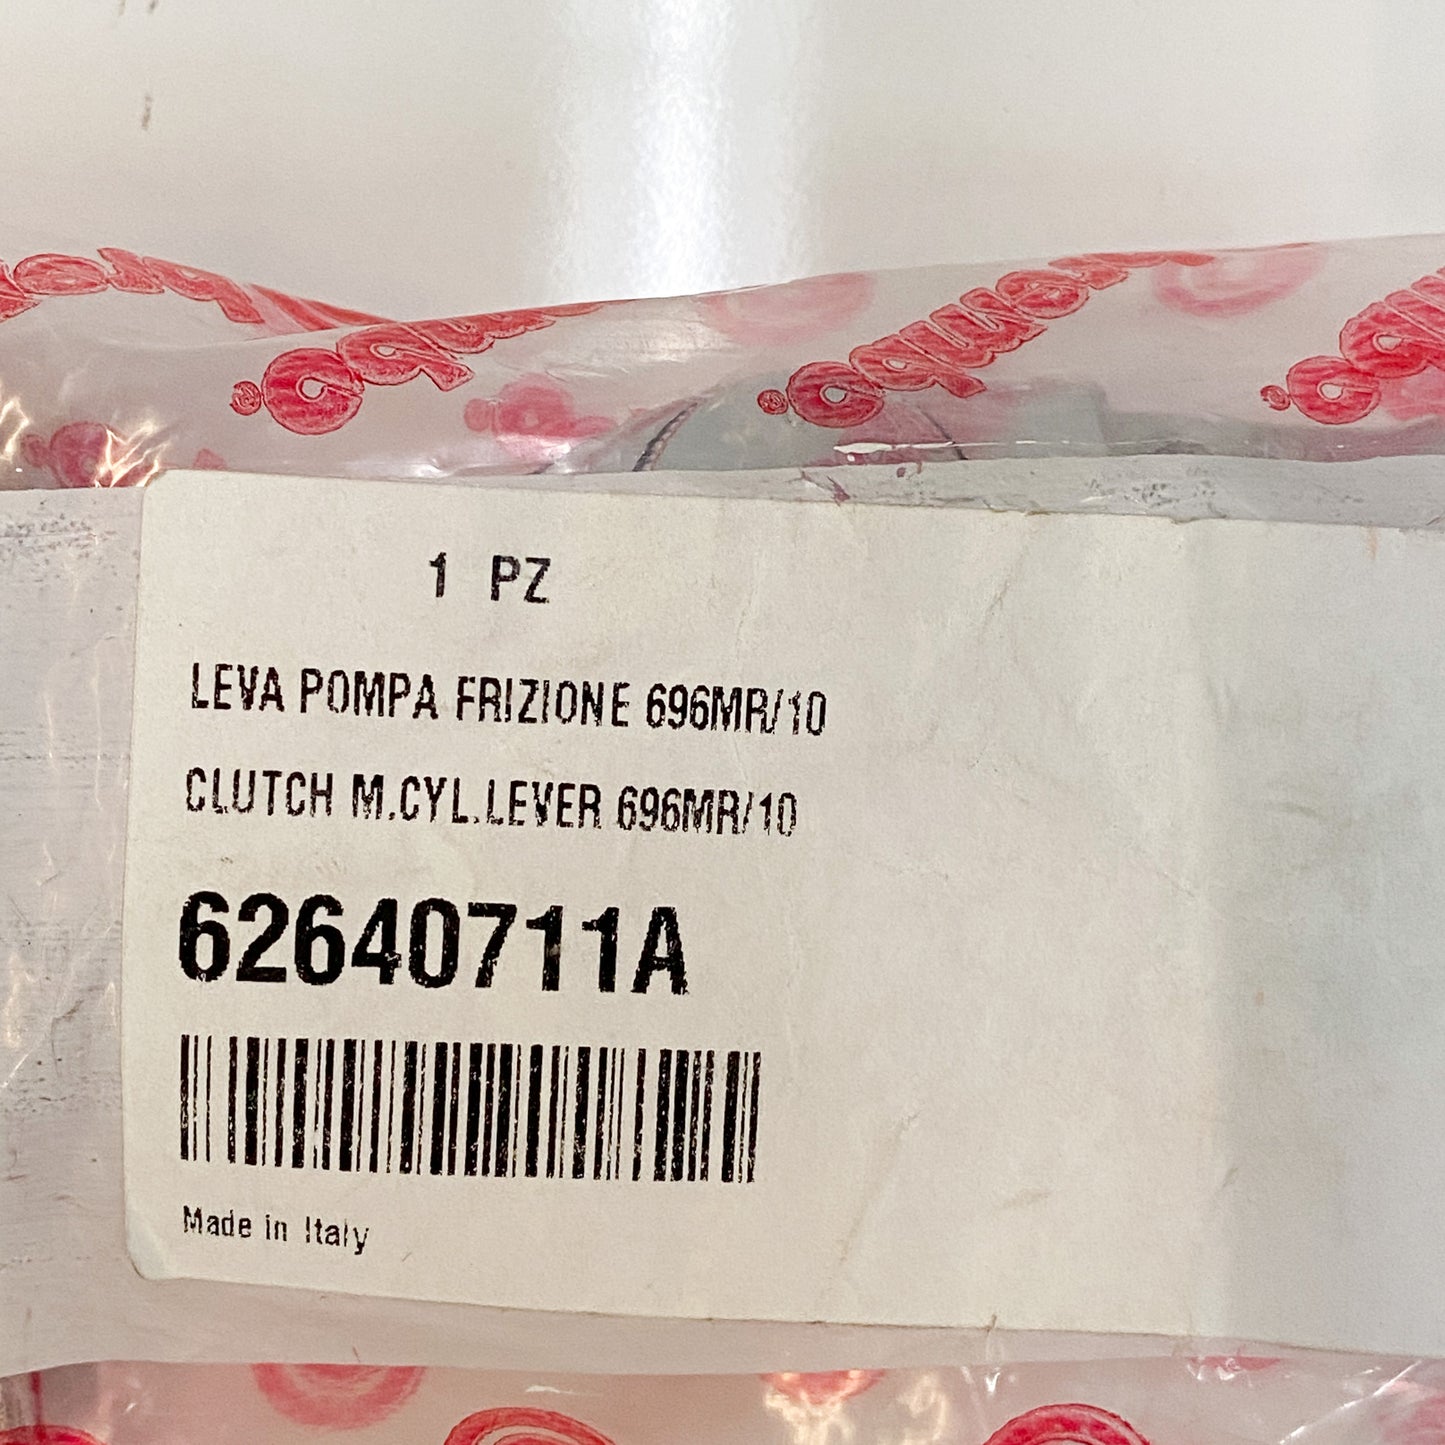 1 PZ
LEVA POMPA FRIZIONE 696MR/10
CLUTCH M.CYL.LEVER 696MR/10
62640711A
Made in Italy